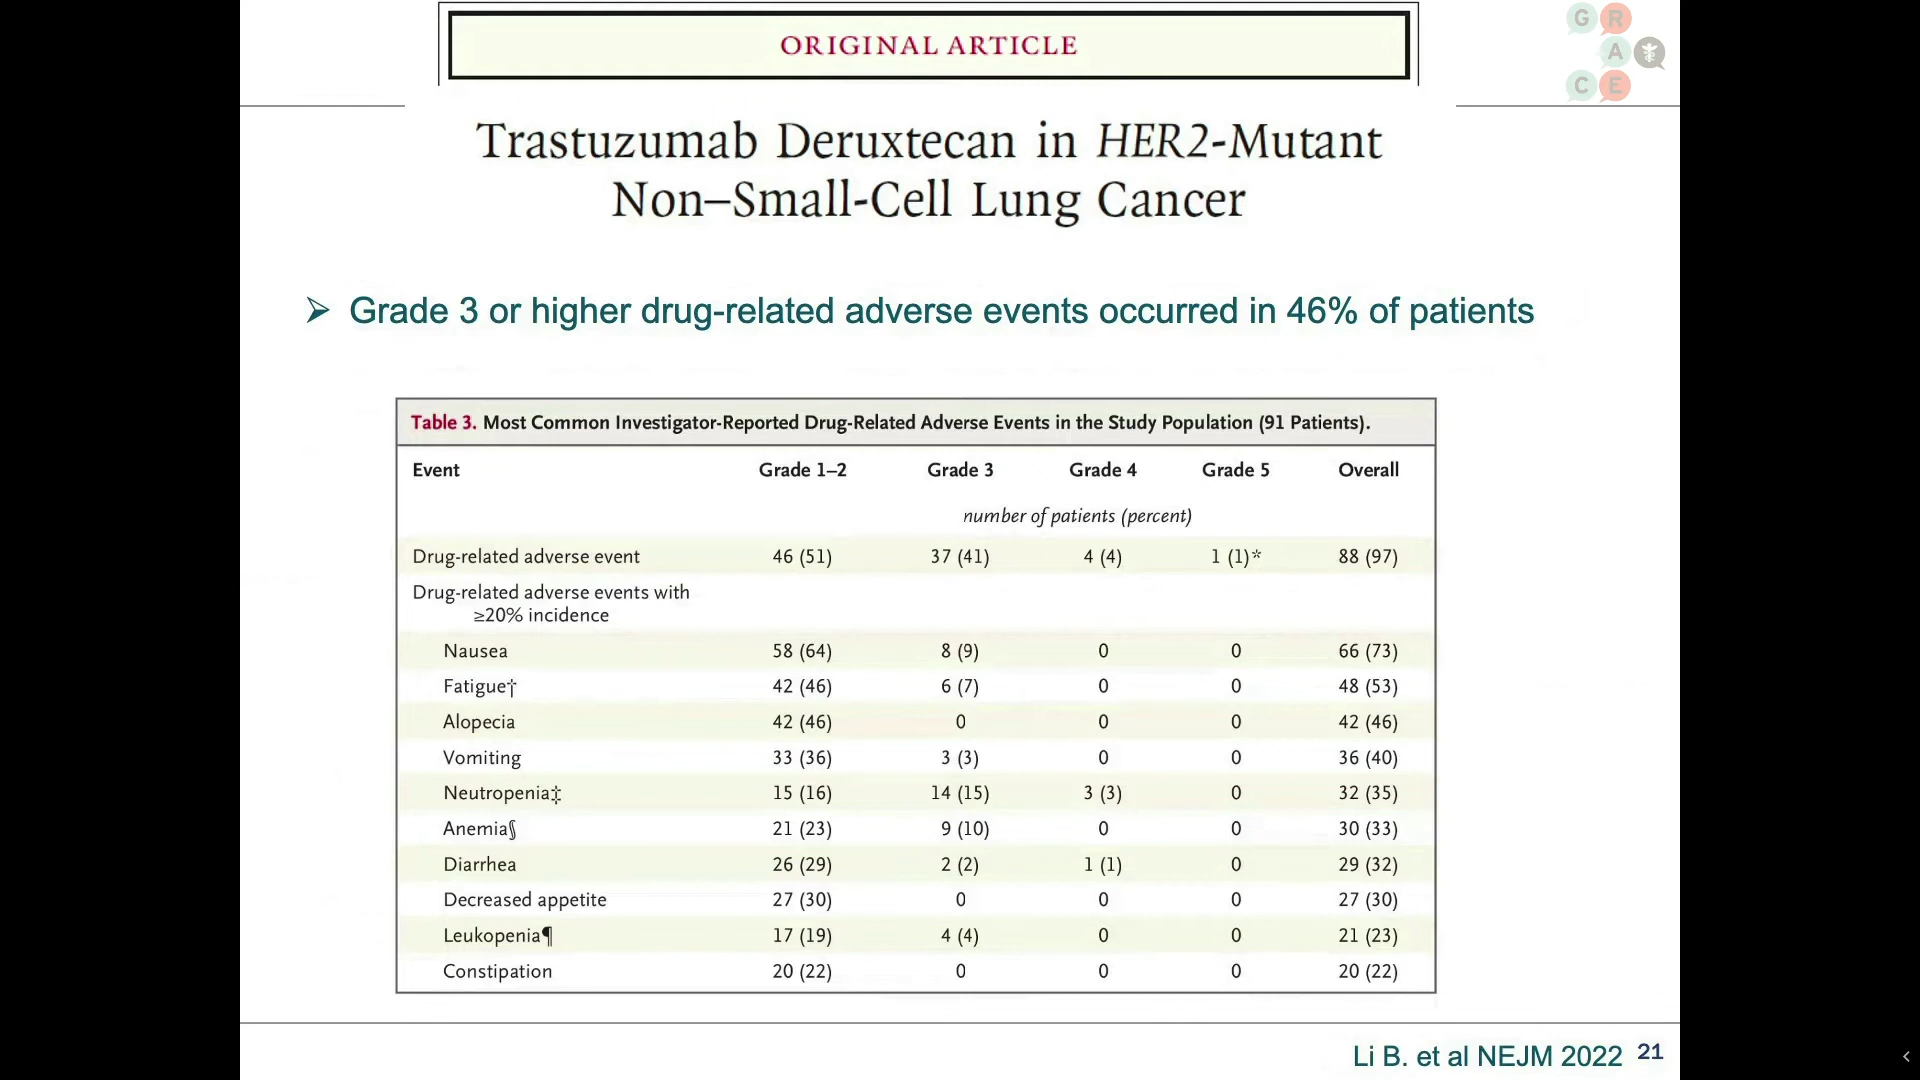 G R
A
C E
ORIGINAL ARTICLE
Trastuzumab Deruxtecan in HER2-Mutant
Non–Small-Cell Lung Cancer
➢ Grade 3 or higher drug-related adverse events occurred in 46% of patients
Table 3. Most Common Investigator-Reported Drug-Related Adverse Events in the Study Population (91 Patients).
Event Grade 1–2 Grade 3 Grade 4 Grade 5 Overall
number of patients (percent)
Drug-related adverse event 46 (51) 37 (41) 4 (4) 1 (1)* 88 (97)
Drug-related adverse events with
≥20% incidence
Nausea 58 (64) 8 (9) 0 0 66 (73)
Fatigue† 42 (46) 6 (7) 0 0 48 (53)
Alopecia 42 (46) 0 0 0 42 (46)
Vomiting 33 (36) 3 (3) 0 0 36 (40)
Neutropenia‡ 15 (16) 14 (15) 3 (3) 0 32 (35)
Anemia§ 21 (23) 9 (10) 0 0 30 (33)
Diarrhea 26 (29) 2 (2) 1 (1) 0 29 (32)
Decreased appetite 27 (30) 0 0 0 27 (30)
Leukopenia¶ 17 (19) 4 (4) 0 0 21 (23)
Constipation 20 (22) 0 0 0 20 (22)
Li B. et al NEJM 2022 21